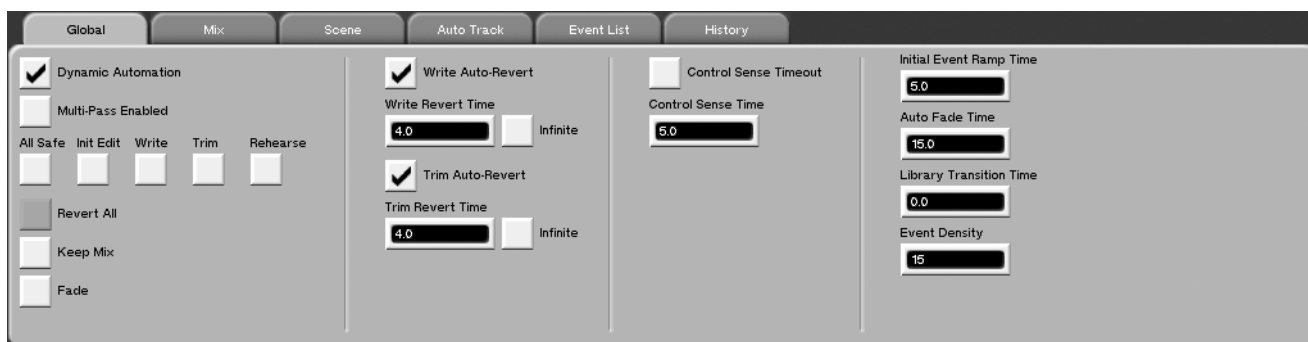 Global Mix Scene Auto Track Event List History
Dynamic Automation
Multi-Pass Enabled
All Safe Init Edit Write Trim Rehearse
Revert All
Keep Mix
Fade
Write Auto-Revert
Write Revert Time
4.0 Infinite
Trim Auto-Revert
Trim Revert Time
4.0 Infinite
Control Sense Timeout
Control Sense Time
5.0
Initial Event Ramp Time
5.0
Auto Fade Time
15.0
Library Transition Time
0.0
Event Density
15